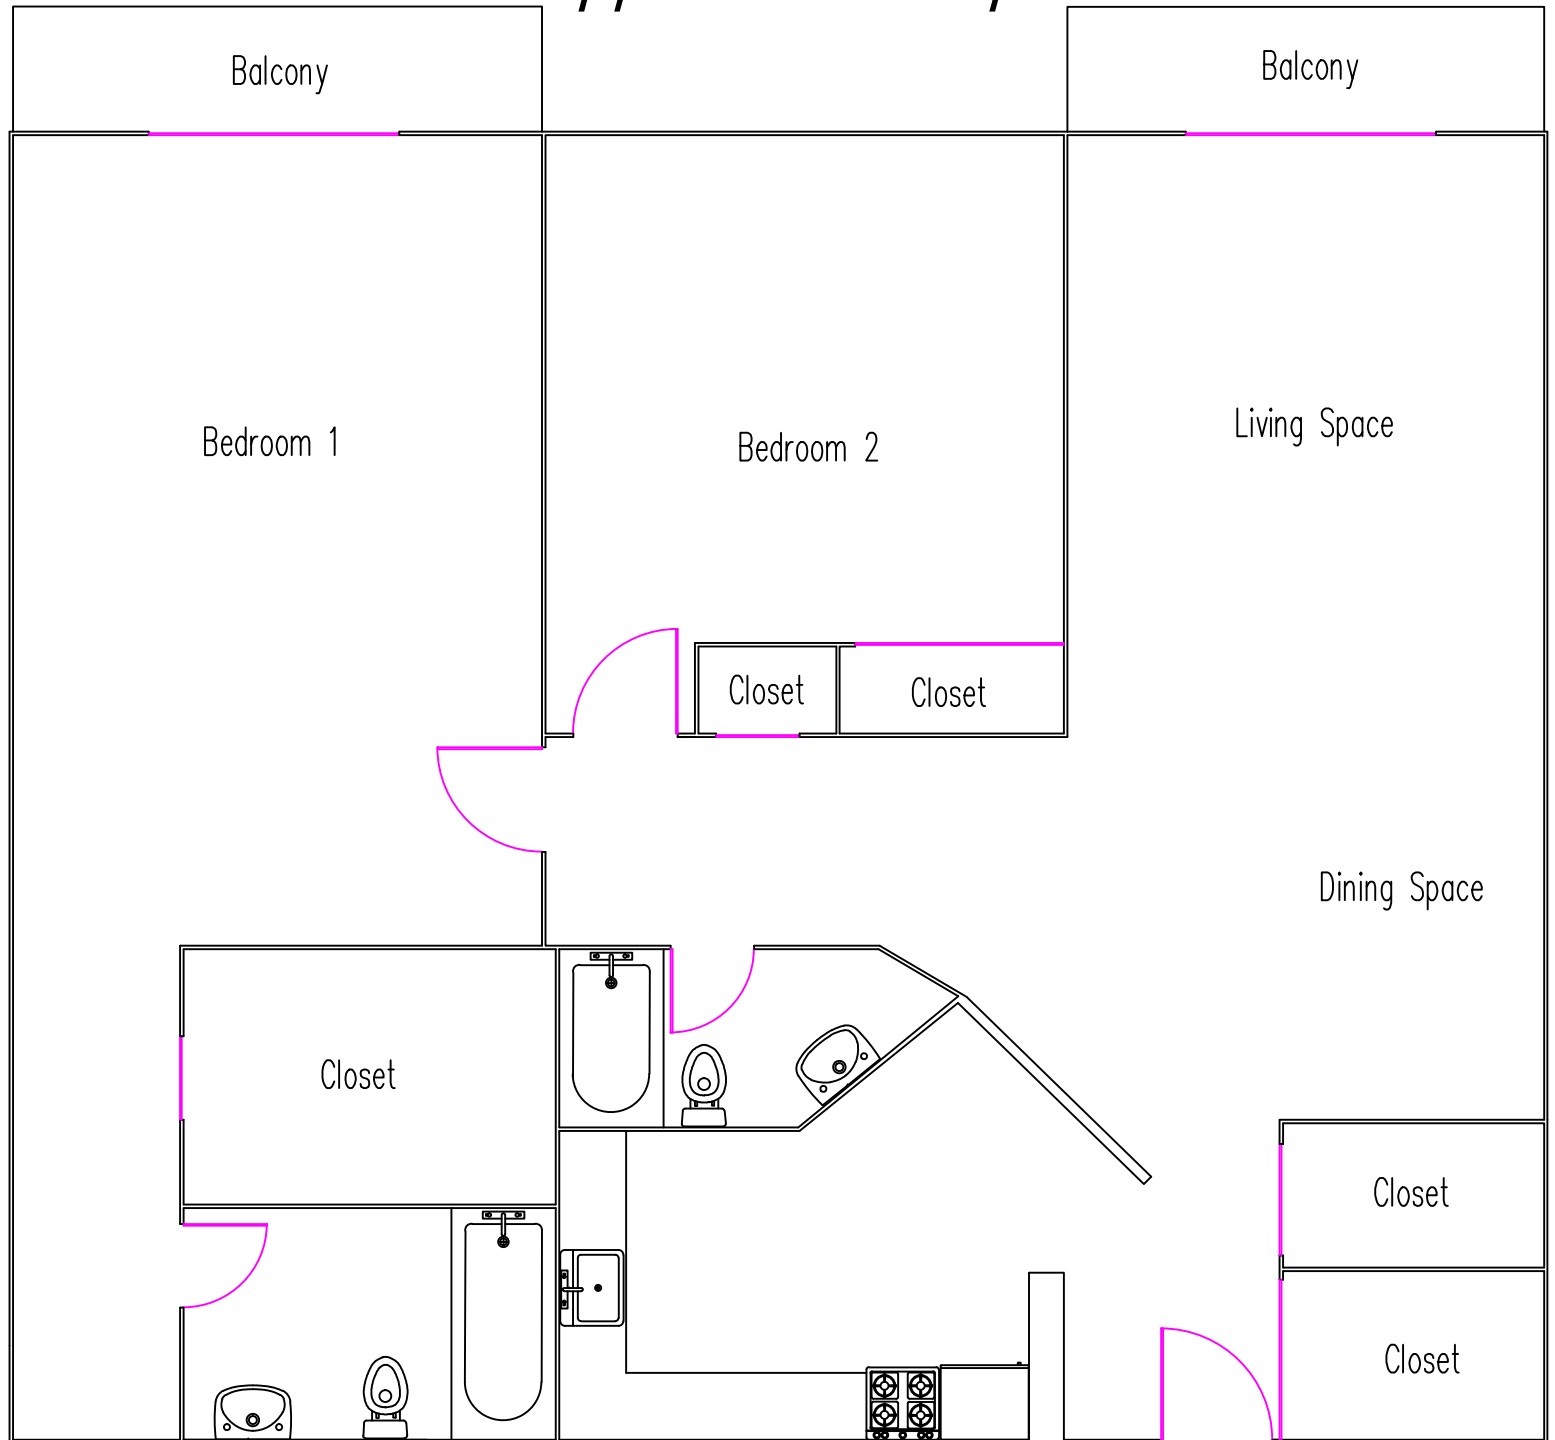 Balcony
Balcony
Bedroom 1
Bedroom 2
Living Space
Closet
Closet
Dining Space
Closet
Closet
Closet